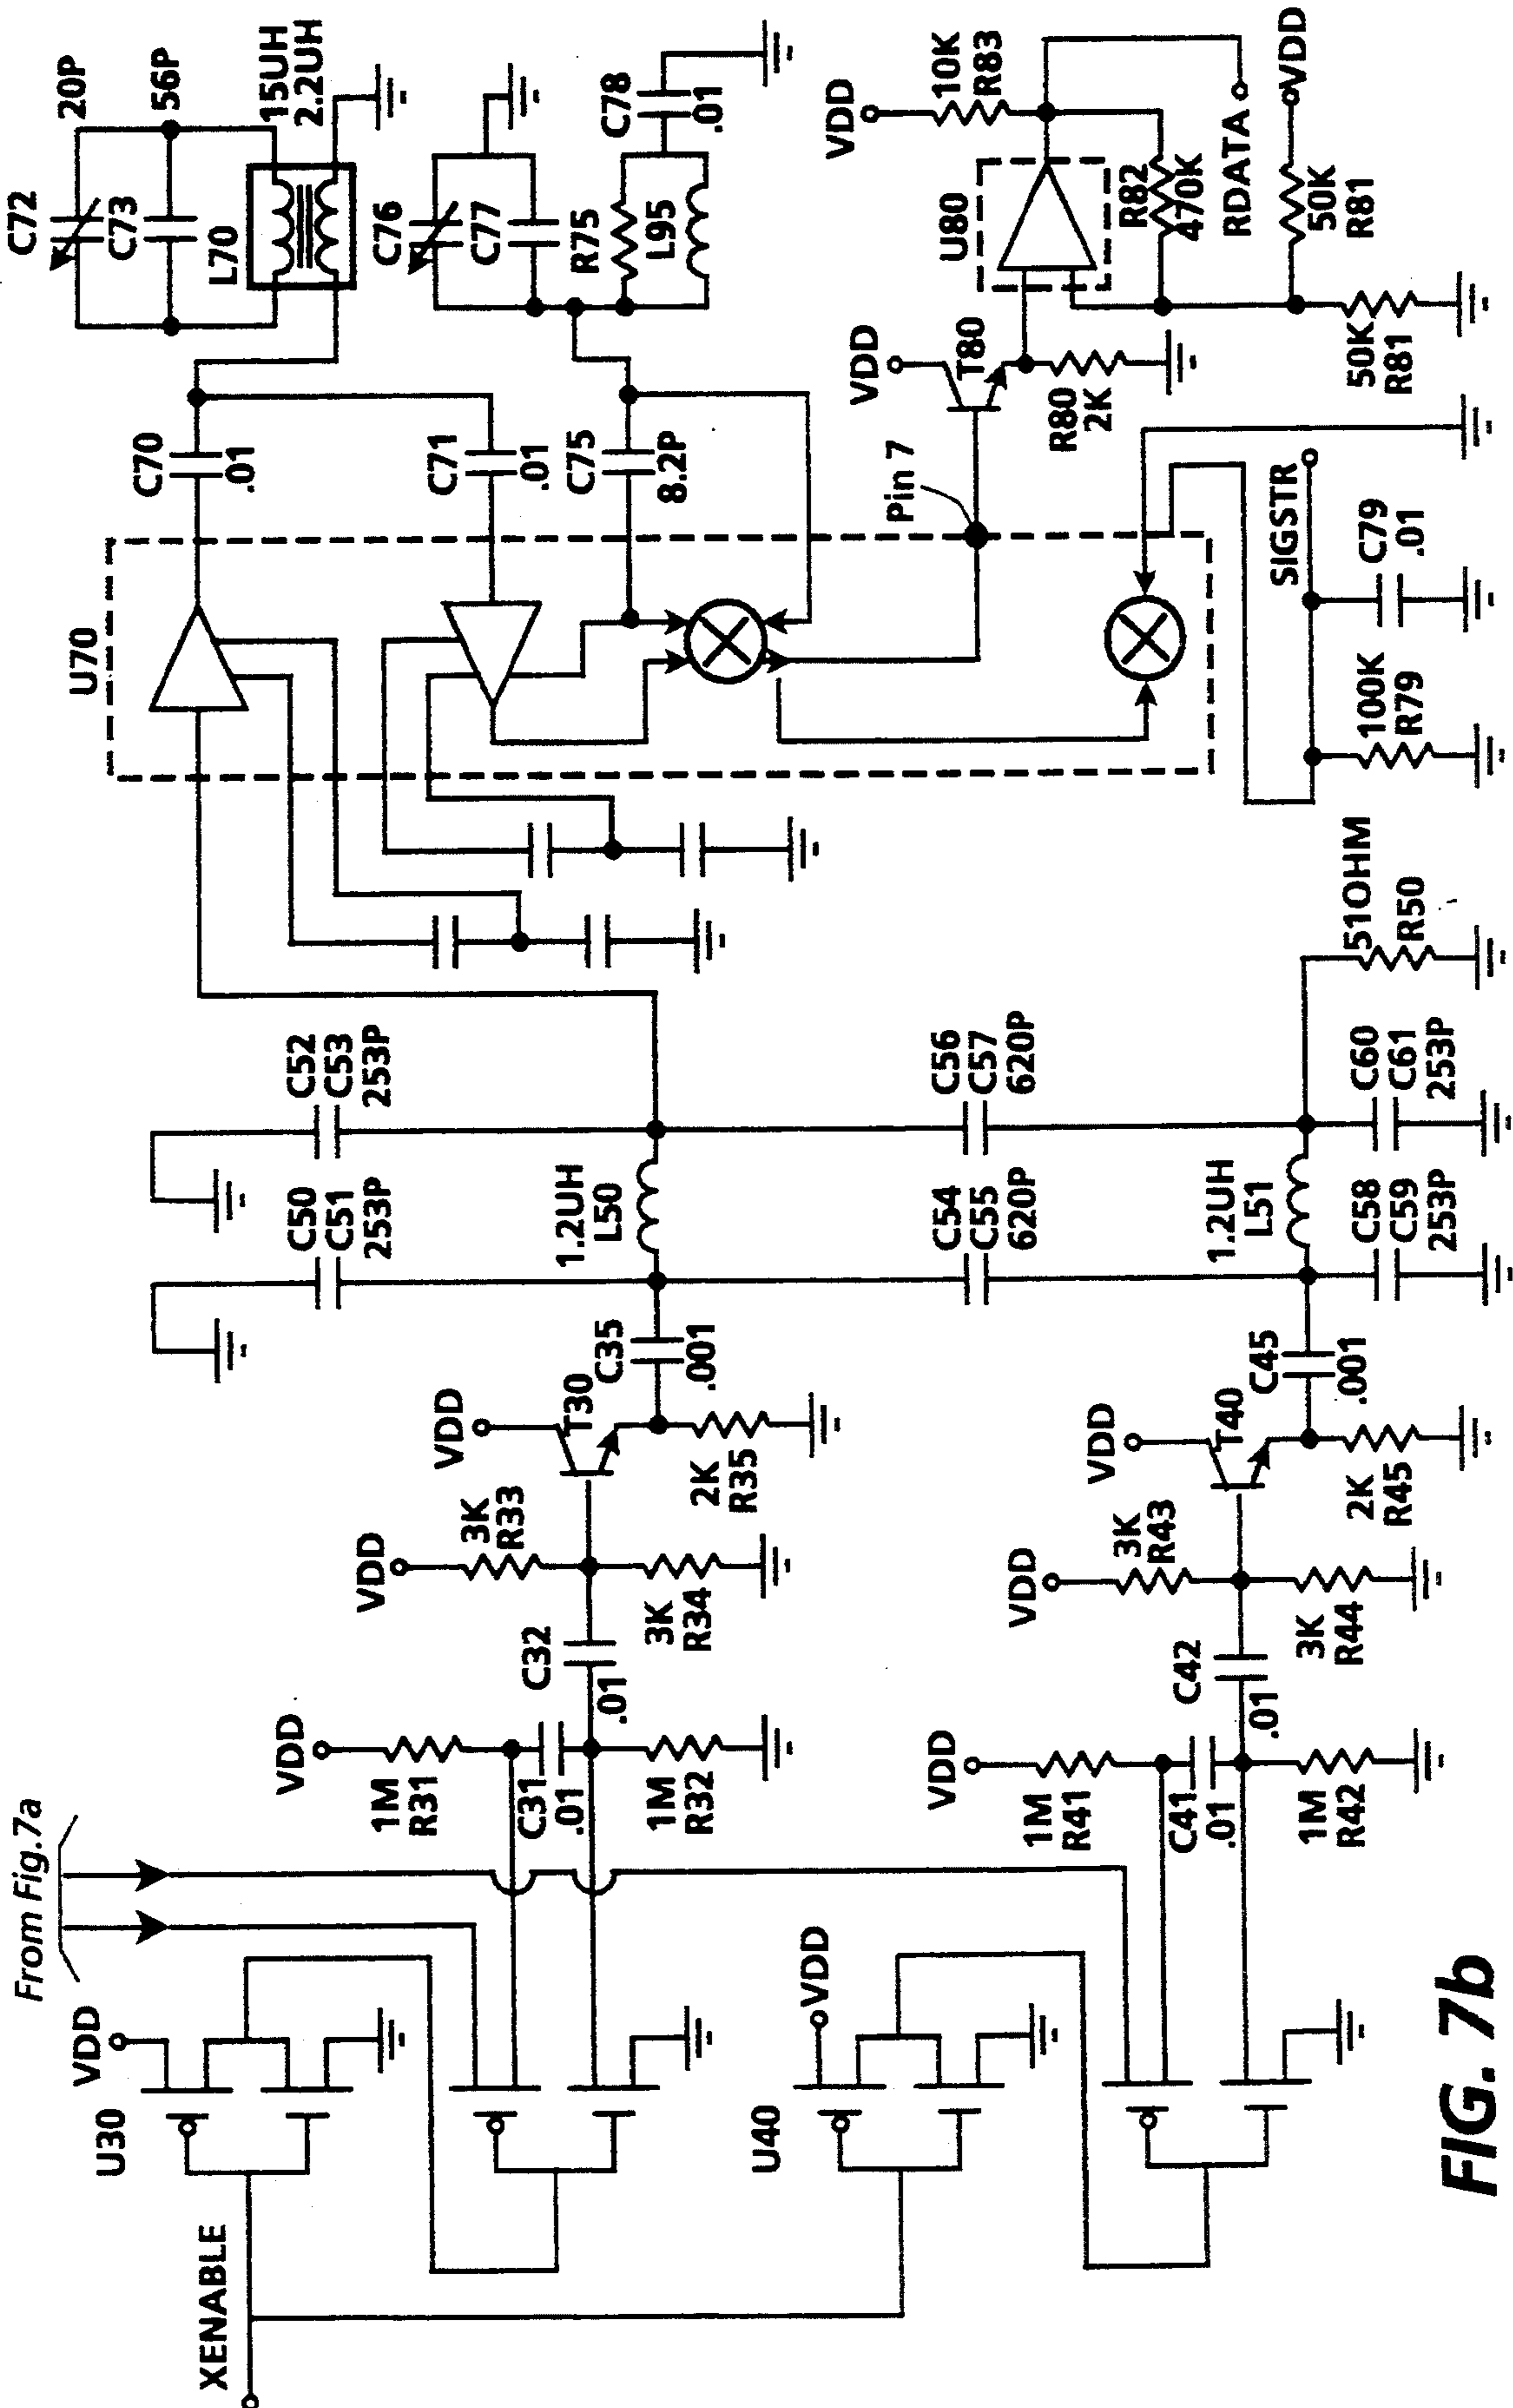 From Fig.7a
XENABLE
U30
VDD
U40
VDD
VDD
1M
R31
C31
.01
1M
R32
C32
.01
VDD
3K
R33
3K
R34
VDD
T30
2K
R35
C35
.001
VDD
1M
R41
C41
.01
1M
R42
C42
.01
VDD
3K
R43
3K
R44
VDD
T40
2K
R45
C45
.001
C50
C51
253P
C52
C53
253P
1.2UH
L50
C54
C55
620P
C56
C57
620P
1.2UH
L51
C58
C59
253P
C60
C61
253P
51OHM
R50
U70
C70
.01
C71
.01
C75
8.2P
Pin 7
100K
R79
C79
.01
SIGSTR
C72
20P
C73
56P
L70
15UH
2.2UH
C76
C77
R75
L95
C78
.01
VDD
T80
R80
2K
U80
VDD
10K
R83
R82
470K
RDATA
VDD
50K
R81
50K
R81
FIG. 7b